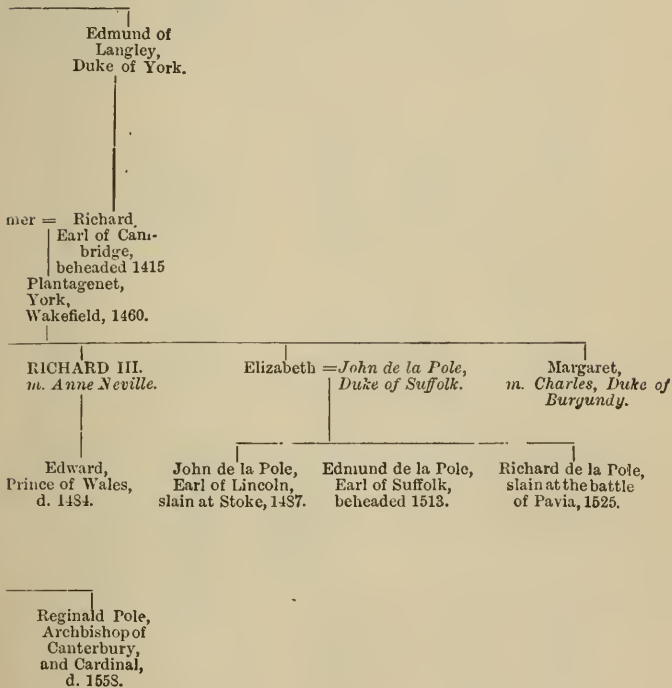 Edmund of
Langley,
Duke of York.
mer = Richard,
Earl of Cam-
bridge,
beheaded 1415
Plantagenet,
York,
Wakefield, 1460.
RICHARD III.
m. Anne Neville.
Elizabeth = John de la Pole,
Duke of Suffolk.
Margaret,
m. Charles, Duke of
Burgundy.
Edward,
Prince of Wales,
d. 1484.
John de la Pole,
Earl of Lincoln,
slain at Stoke, 1487.
Edmund de la Pole,
Earl of Suffolk,
beheaded 1513.
Richard de la Pole,
slain at the battle
of Pavia, 1525.
Reginald Pole,
Archbishop of
Canterbury,
and Cardinal,
d. 1558.